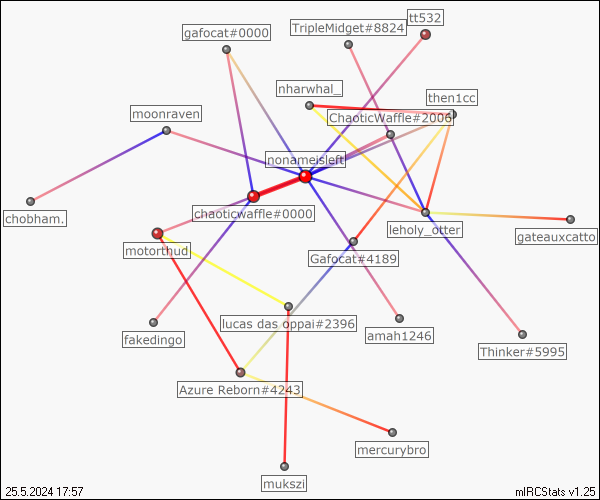 tt532
gafocat#0000
TripleMidget#8824
nharwhal_
then1cc
moonraven
ChaoticWaffle#2006
nonameisleft
chobham.
chaoticwaffle#0000
leholy_otter
gateauxcatto
motorthud
Gafocat#4189
lucas das oppai#2396
fakedingo
amah1246
Thinker#5995
Azure Reborn#4243
mercurybro
mukszi
25.5.2024 17:57
mIRCStats v1.25